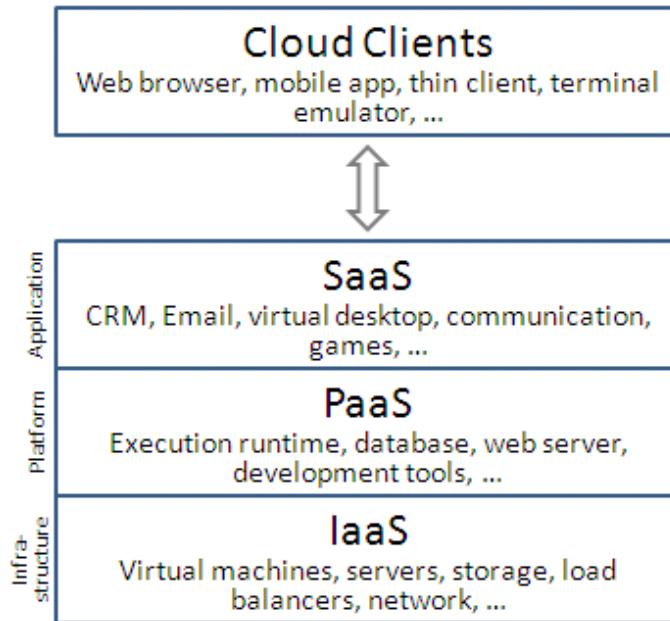 Cloud Clients
Web browser, mobile app, thin client, terminal
emulator, ...
Application
SaaS
CRM, Email, virtual desktop, communication,
games, ...
Platform
PaaS
Execution runtime, database, web server,
development tools, ...
Infra-
structure
IaaS
Virtual machines, servers, storage, load
balancers, network, ...